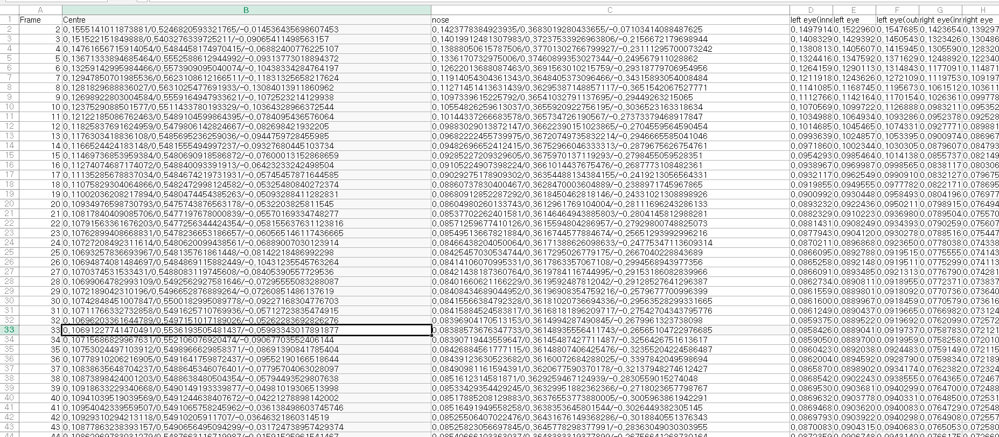 A B C D E F G H
1 Frame Centre nose left eye(inne left eye left eye(oute right eye(inn right eye
2 2 0.1555141011873881/0.5246820593321765/-0.014536435698607453 0.1423778384923935/0.3683019280433655/-0.07103414088487625 0.1497914 0.1522960 0.1547685 0.1423654 0.139297
3 3 0.151522151849888/0.5403276339725211/-0.09065411498563157 0.14019912481307983/0.37237533926963806/-0.215667217969894­4 0.1408329 0.1429392 0.1450543 0.1323426 0.130486
4 4 0.14761656715914054/0.5484458174970415/-0.06882400776225107 0.13888050615787506/0.3770130276679992­7/-0.23111295700073242 0.1380813 0.1405607 0.1415945 0.1305590 0.128320
5 5 0.13671333894685464/0.5552588612944992/-0.09313773018894372 0.1336170732975006/0.37460899353027344/-0.249567911028862 0.1324416 0.1347592 0.1371629 0.1248892 0.122340
6 6 0.13259142995984466/0.5573909095040074/-0.10438334284764197 0.12622013688087463/0.3691563010215759/-0.29318779706954956 0.1264159 0.1290113 0.1314843 0.1177091 0.114871
7 7 0.12947850701985536/0.5623108612166511/-0.11831325658217624 0.11914054304361343/0.3648405373096466/-0.34315893054008484 0.1211918 0.1243626 0.1272109 0.1119753 0.109197
8 8 0.12818296888360­27/0.5631025477691933/-0.13084013911860962 0.11271451413631439/0.36295387148857117/-0.3651542067527771 0.1141085 0.1168745 0.1195673 0.1061512 0.103611
9 9 0.12698922803004584/0.5559164947933621/-0.1072523214129938 0.1097339615225792/0.36541032791137695/-0.29449263215065 0.1112766 0.1142164 0.1170154 0.1026361 0.099778
10 10 0.1237529088501577/0.5511433780193329/-0.10364328966372544 0.10554826259613037/0.3655920922756195/-0.3036523163318634 0.1070569 0.1099722 0.1126888 0.0983211 0.095352
11 11 0.12122185086762463/0.5489104599864395/-0.0784095436576064 0.10144337266683578/0.365734726190567/-0.27373379468917847 0.1034988 0.1064934 0.1093286 0.0952378 0.092528
12 12 0.11825837691624959/0.5479806142824667/-0.082698421932205 0.09883029013872147/0.36622390151023865/-0.2704559564590454 0.1014685 0.1045465 0.1074331 0.0927771 0.089881
13 13 0.1176303418836108/0.5485695236259036/-0.0944759728455985 0.09682222455739975/0.36720749735832214/-0.2946665585041046 0.0993639 0.1024857 0.1053395 0.0900974 0.086967
14 14 0.1166524424183148/0.5481555494997237/-0.09327680445103734 0.09482696652412415/0.36752966046333313/-0.2879675626754761 0.0971860 0.1002344 0.1030305 0.0879607 0.084793
15 15 0.11469736853959384/0.5480690918586872/-0.07600013152868659 0.09285227209329605/0.3675970137119293/-0.2798455059528351 0.0954293 0.0985464 0.1014138 0.0855737 0.082149
16 16 0.11274074687174072/0.548840093391913/-0.06423233242498504 0.09105224907398224/0.3661014437675476/-0.2687773108482361 0.0938967 0.0969987 0.0998565 0.0838117 0.080306
17 17 0.11135285678837034/0.5484674219731931/-0.05745457871644585 0.09029275178909302/0.36354488134384155/-0.2419213056564331 0.0932117 0.0962549 0.0990910 0.0832127 0.079675
18 18 0.11075829304064866/0.5482472998124582/-0.05325480840272374 0.08860737830400467/0.3628470003604889/-0.2388971745967865 0.0919855 0.0949555 0.0977782 0.0822171 0.078695
19 19 0.11002036208217894/0.5480474454385263/-0.05093288411282831 0.08680912852287292/0.3618450462818146/-0.24331021308898926 0.0900992 0.0930448 0.0958493 0.0804196 0.076977
20 20 0.10934976598730793/0.5475743876563178/-0.0532203825811545 0.08604980260133743/0.36129617691040­04/-0.28111696243286133 0.0893232 0.0922436 0.0950211 0.0798915 0.076494
21 21 0.10817840409085706/0.5477197678000839/-0.05570169334748277 0.08537702262401581/0.36146464943885803/-0.2804145812988281 0.0882329 0.0910223 0.0936980 0.0789504 0.075570
22 22 0.10791563361676203/0.5477256344424354/-0.0581556376311238­16 0.08571259677410126/0.3615594804286957/-0.27929800748825073 0.0881431 0.0908249 0.0934393 0.0790259 0.075607
23 23 0.10762899408668831/0.5478236653186657/-0.060565146117436665 0.08549513667821884/0.3616744577884674/-0.25651293992996216 0.0877943 0.0904120 0.0930278 0.0788516 0.075447
24 24 0.1072720849231161­4/0.5480620099438561/-0.06889007030123914 0.08466438204050064/0.36171388626098633/-0.24775347113609314 0.0870211 0.0896868 0.0923650 0.0778038 0.074338
25 25 0.10693257836693967/0.548135761861448/-0.08142218486992298 0.08425457030534744/0.36172950267791­75/-0.2667040228843689 0.0866095 0.0892788 0.0919515 0.0775555 0.074143
26 26 0.10694874081484697/0.5484869115882449/-0.10431235545763264 0.08414106070995331/0.3617863357067108/-0.2994568943977356 0.0865258 0.0892148 0.0919511 0.0775299 0.074113
27 27 0.1070374531533431/0.5488083119745608/-0.08405390557729536 0.08421438187360764/0.3619784116744995/-0.29153186082839966 0.0866091 0.0893485 0.0921313 0.0776790 0.074281
28 28 0.10699064782993109/0.5492562927581646/-0.07295555083288087 0.08401660621166229/0.3619592487812042/-0.29128527641296387 0.0862734 0.0890811 0.0918955 0.0772371 0.073837
29 29 0.1072189042310196/0.5496652876889264/-0.07260851486137619 0.08408434689044952/0.36196908354759216/-0.2579677700996399 0.0861559 0.0889801 0.0918092 0.0770736 0.073640
30 30 0.10742848451007847/0.5500182995089778/-0.09227168304776703 0.08415566384792328/0.36181020736694336/-0.29563528299331665 0.0861600 0.0889967 0.0918459 0.0770579 0.073616
31 31 0.10711766332732858/0.5491625710769936/-0.05712723835474915 0.08415884524583817/0.36168181896209717/-0.27542704343795776 0.0861249 0.0890437 0.0919665 0.0766982 0.073124
32 32 0.10696203361644789/0.5497151017189026/-0.05262283692826276 0.08396904170513153/0.3614994287490845/-0.2679961323738098 0.0859375 0.0889522 0.0919692 0.0762099 0.072572
33 33 0.10691227741470491/0.5536193505481437/-0.05993343017891877 0.08388573676347733/0.36148935556411743/-0.26565104722976685 0.0858426 0.0889041 0.0919737 0.0758783 0.072121
34 34 0.10715686829967631/0.552106076920474/-0.0906770355240614­4 0.08390719443559647/0.36145487427711487/-0.3256426751613617 0.0859050 0.0889700 0.0919959 0.0758258 0.072010
35 35 0.10753024497103912/0.5498966629858371/-0.08691390841785404 0.08426884561777115/0.36148807406425476/-0.32355204224586487 0.0860423 0.0892038 0.0924483 0.0759149 0.072115
36 36 0.10778910206216905/0.5491641759872437/-0.09552190166518644 0.08439123630523682/0.36160072684288025/-0.3397842049598694 0.0862004 0.0894592 0.0928790 0.0759834 0.072189
37 37 0.10838635648704237/0.5488645346076401/-0.07795704063028097 0.08490981161594391/0.3620677590370178/-0.32137948274612427 0.0865870 0.0898902 0.0934174 0.0762382 0.072324
38 38 0.10873898424001203/0.5488638480504354/-0.05794493529807638 0.0851612314581871/0.3629259467124939/-0.2830559015274048 0.0868542 0.0902243 0.0938555 0.0764365 0.072467
39 39 0.10918633229340668/0.5490149193339877/-0.04981019306513998 0.08533429354429245/0.36329951882362366/-0.2718023657798767 0.0869530 0.0903681 0.0940299 0.0764700 0.072488
40 40 0.10941039519039569/0.5491244638407672/-0.04221278898142002 0.08517885208129883/0.36376553773880005/-0.3005963861942291 0.0869632 0.0903778 0.0940331 0.0764850 0.072531
41 41 0.10954042339559507/0.5491065758245962/-0.036138498603745746 0.08516491949558258/0.3638353645801544/-0.302644938230514­5 0.0869468 0.0903620 0.0940083 0.0764729 0.072548
42 42 0.10929310294213118/0.54910205911707/-0.03646321860314519 0.08525506407022476/0.36431676149368286/-0.3018840551376343 0.0869793 0.0903922 0.0940298 0.0764908 0.072557
43 43 0.10877863238393157/0.5490656495094299/-0.031724738957429374 0.08525823056697845/0.3645778298377991/-0.28363049030303955 0.0870083 0.0904315 0.0940683 0.0765120 0.072580
44 44